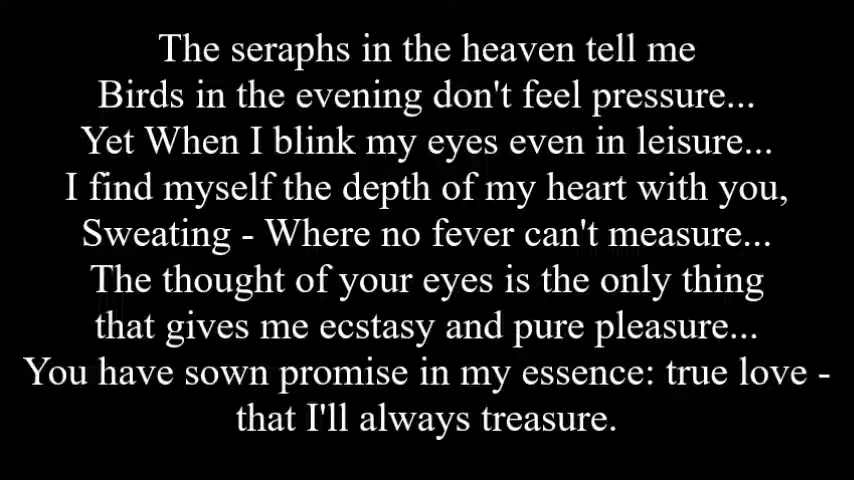 The seraphs in the heaven tell me
Birds in the evening don't feel pressure...
Yet When I blink my eyes even in leisure...
I find myself the depth of my heart with you,
Sweating - Where no fever can't measure...
The thought of your eyes is the only thing
that gives me ecstasy and pure pleasure...
You have sown promise in my essence: true love -
that I'll always treasure.